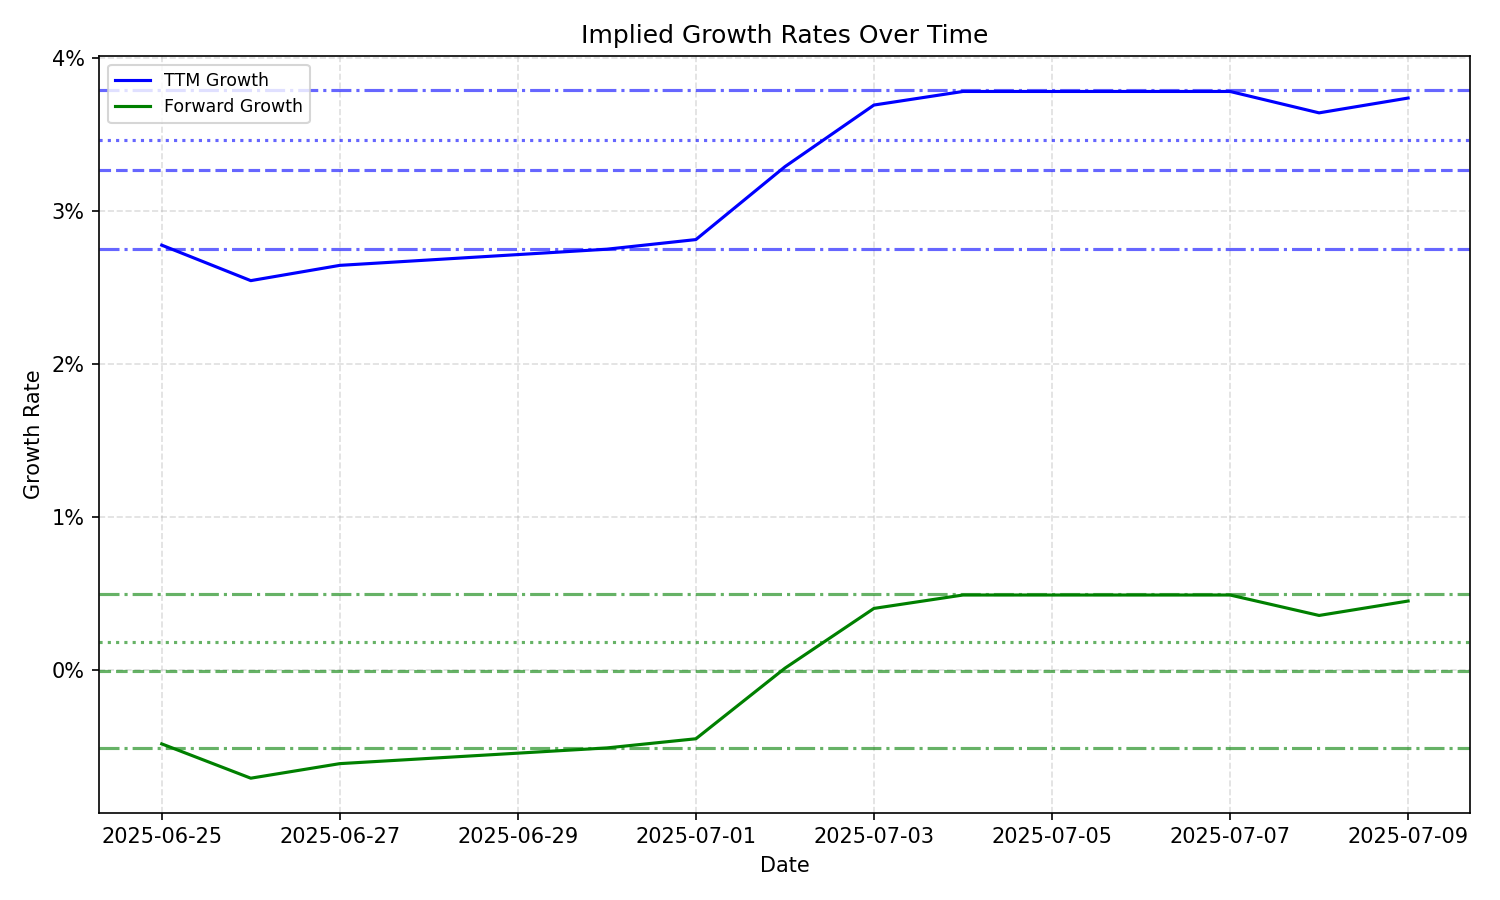 Implied Growth Rates Over Time
4%
3%
2%
1%
0%
Growth Rate
TTM Growth
Forward Growth
2025-06-25 2025-06-27 2025-06-29 2025-07-01 2025-07-03 2025-07-05 2025-07-07 2025-07-09
Date